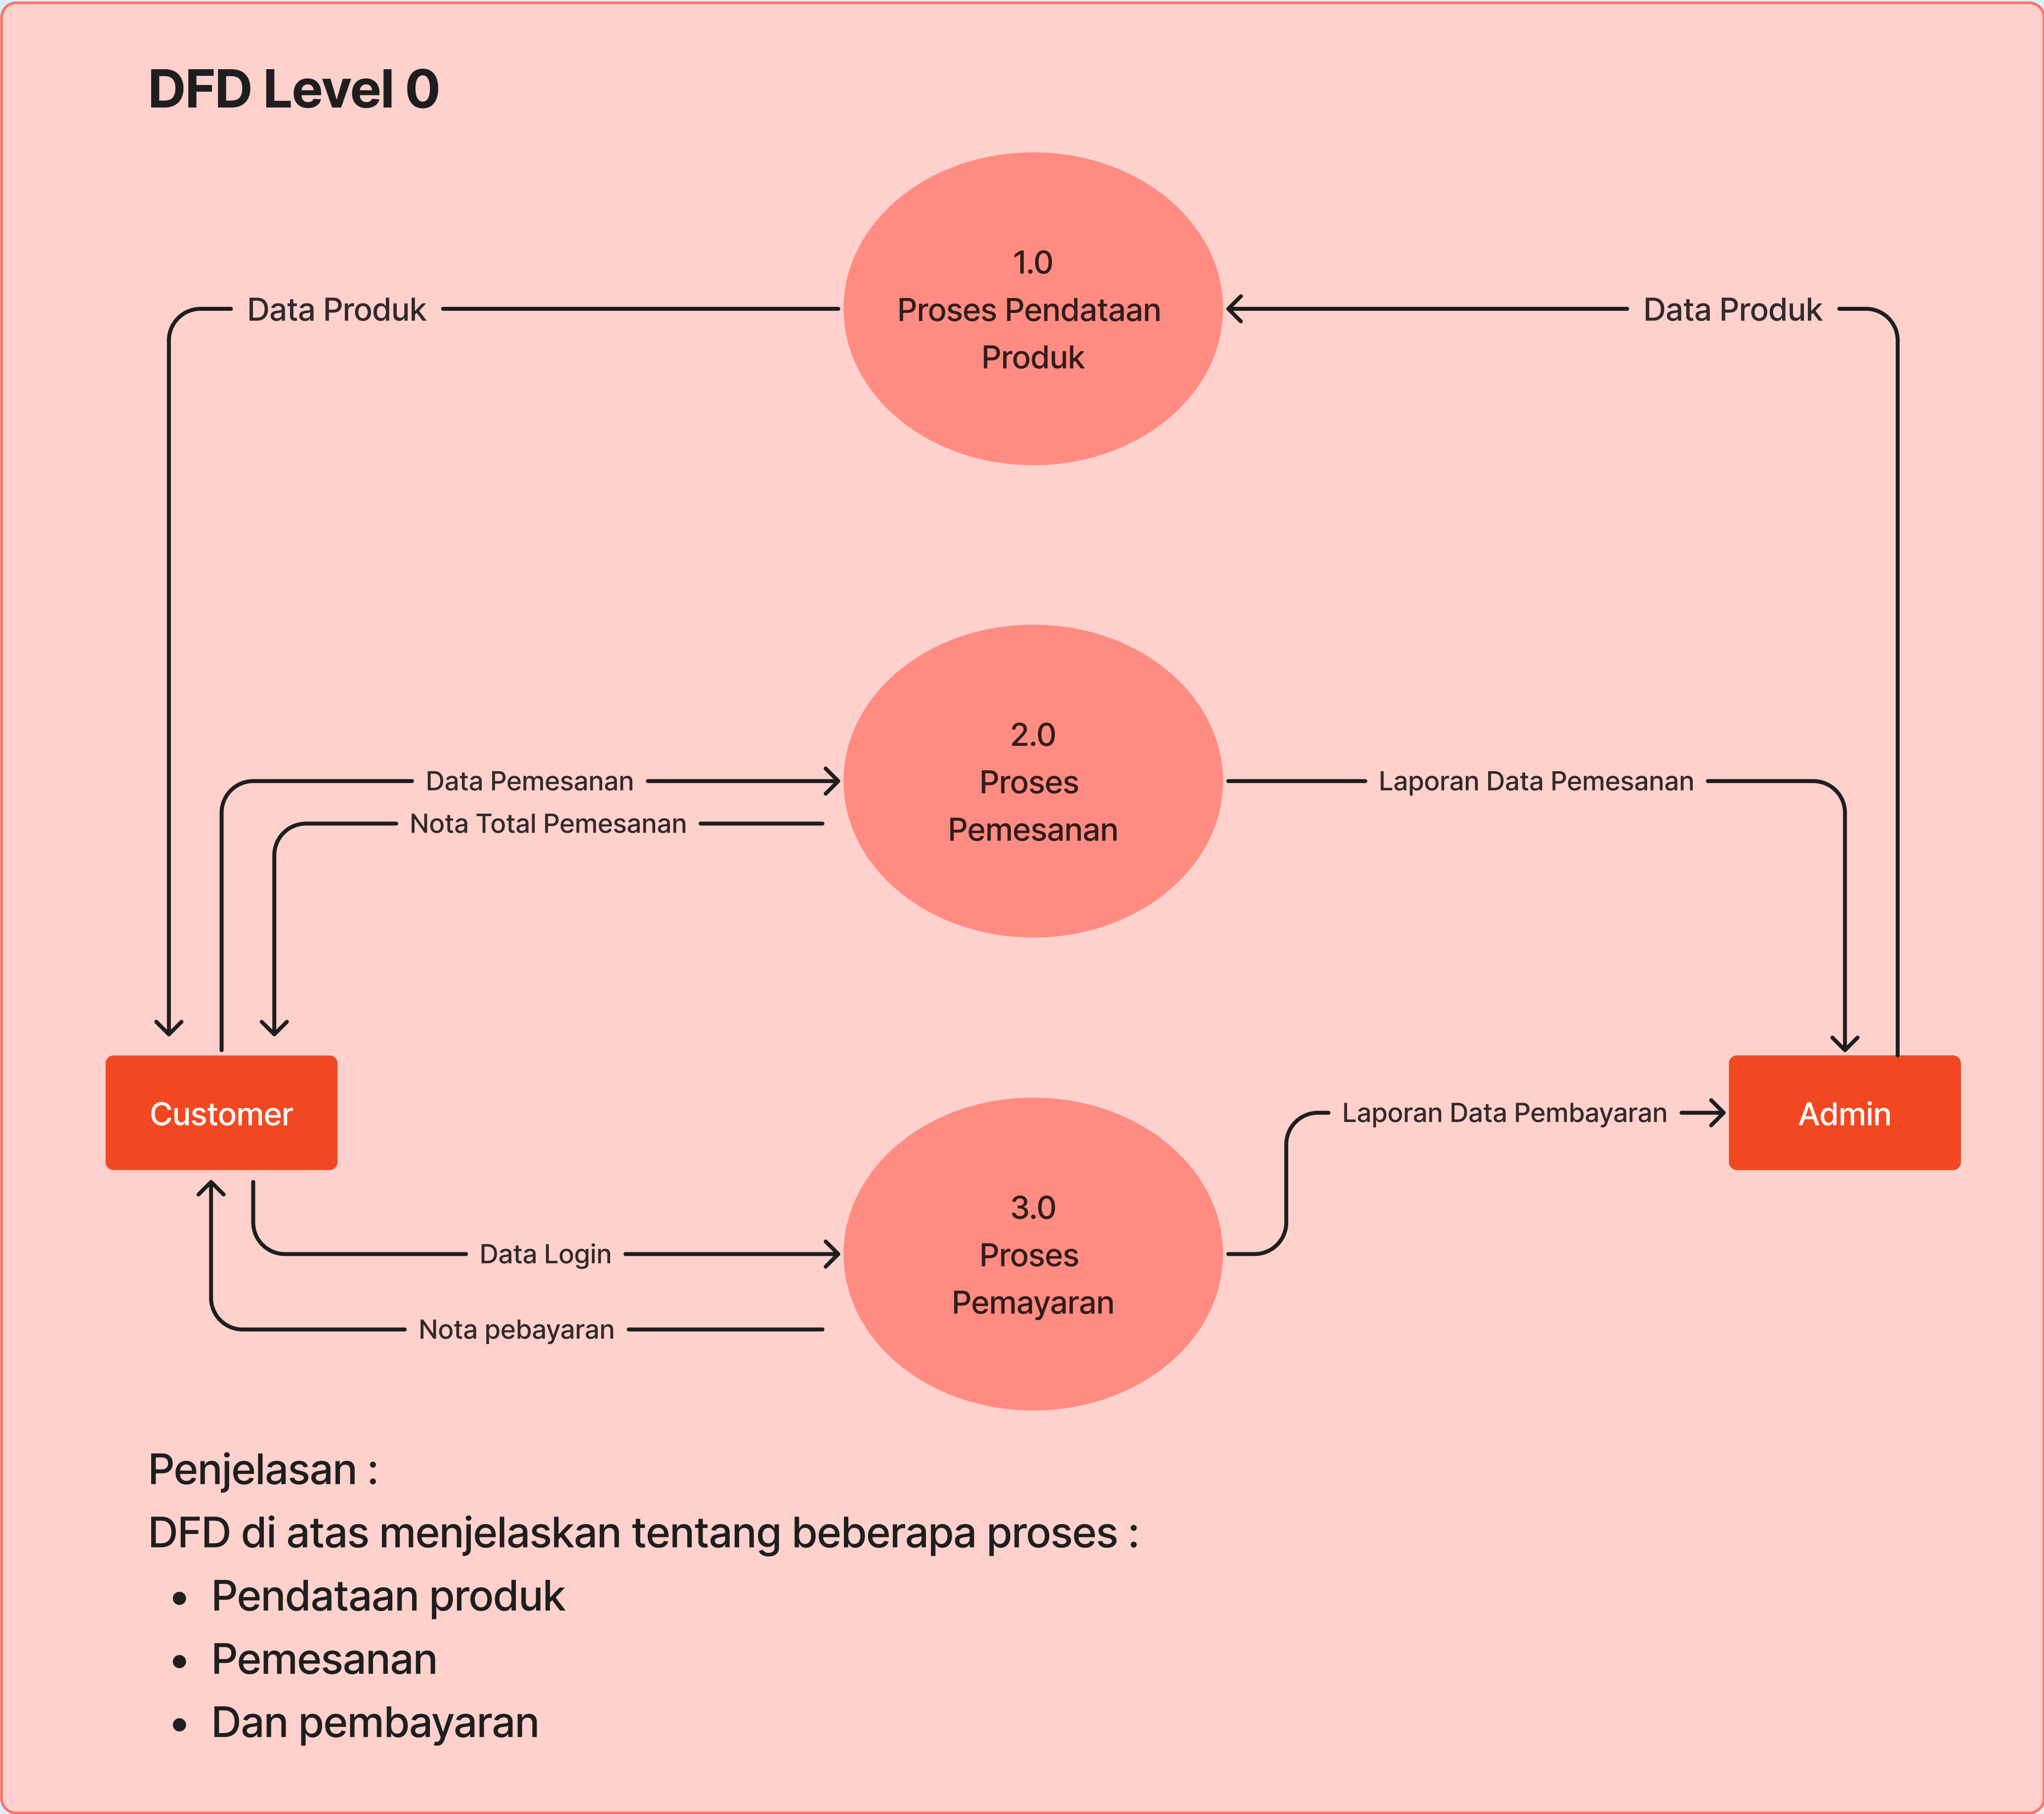 DFD Level 0
1.0
Proses Pendataan
Produk
Data Produk
Data Produk
2.0
Proses
Pemesanan
Data Pemesanan
Nota Total Pemesanan
Laporan Data Pemesanan
Customer
Admin
Laporan Data Pembayaran
3.0
Proses
Pemayaran
Data Login
Nota pebayaran
Penjelasan :
DFD di atas menjelaskan tentang beberapa proses :
• Pendataan produk
• Pemesanan
• Dan pembayaran